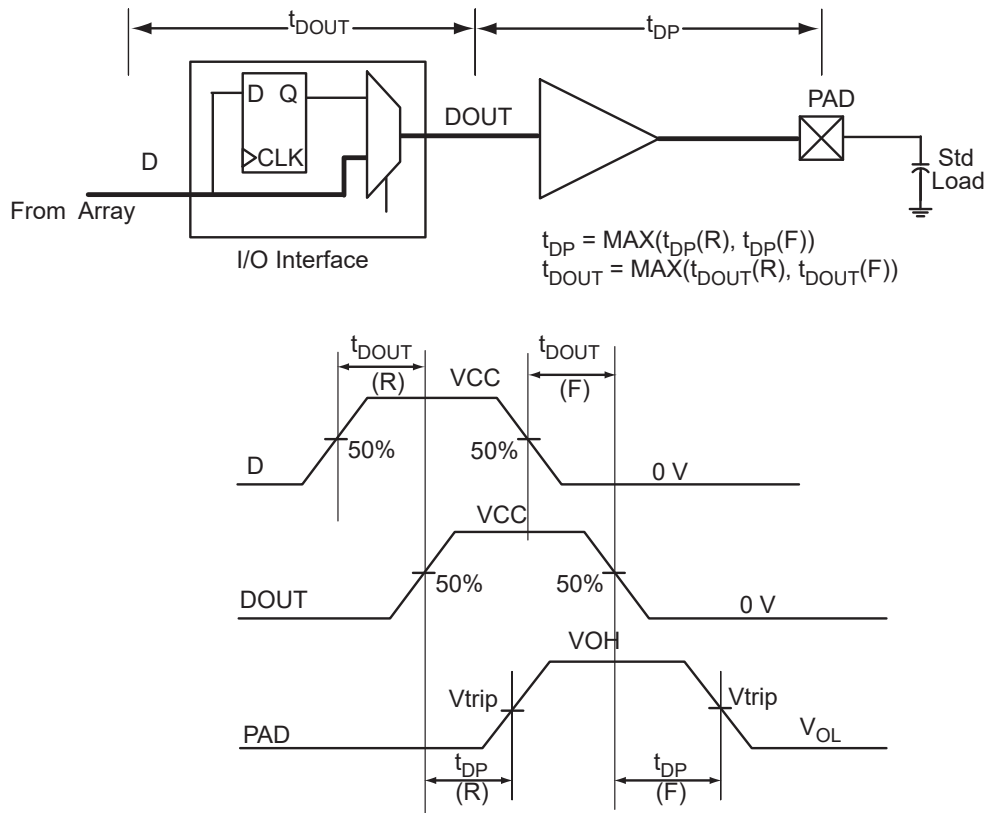 tDOUT
tDP
D Q
CLK
DOUT
PAD
D
Std
Load
From Array
I/O Interface
tDP = MAX(tDP(R), tDP(F))
tDOUT = MAX(tDOUT(R), tDOUT(F))
tDOUT
(R)
VCC
tDOUT
(F)
50%
50%
D
0 V
VCC
50%
50%
DOUT
0 V
VOH
Vtrip
Vtrip
PAD
VOL
tDP
(R)
tDP
(F)